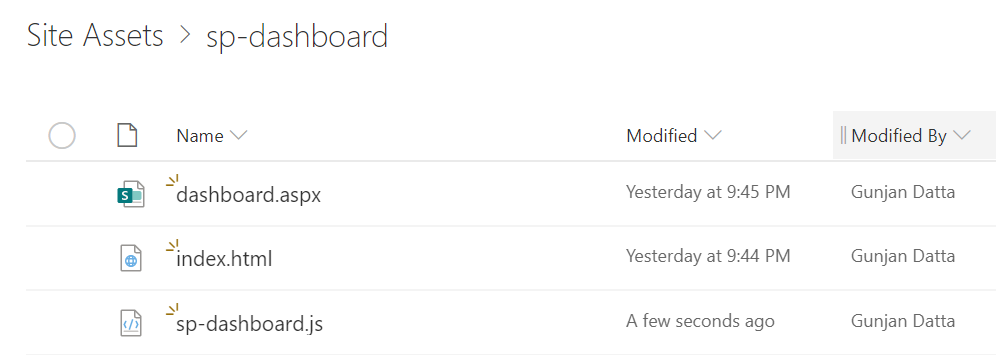 Site Assets > sp-dashboard
Name Modified Modified By
dashboard.aspx Yesterday at 9:45 PM Gunjan Datta
index.html Yesterday at 9:44 PM Gunjan Datta
sp-dashboard.js A few seconds ago Gunjan Datta